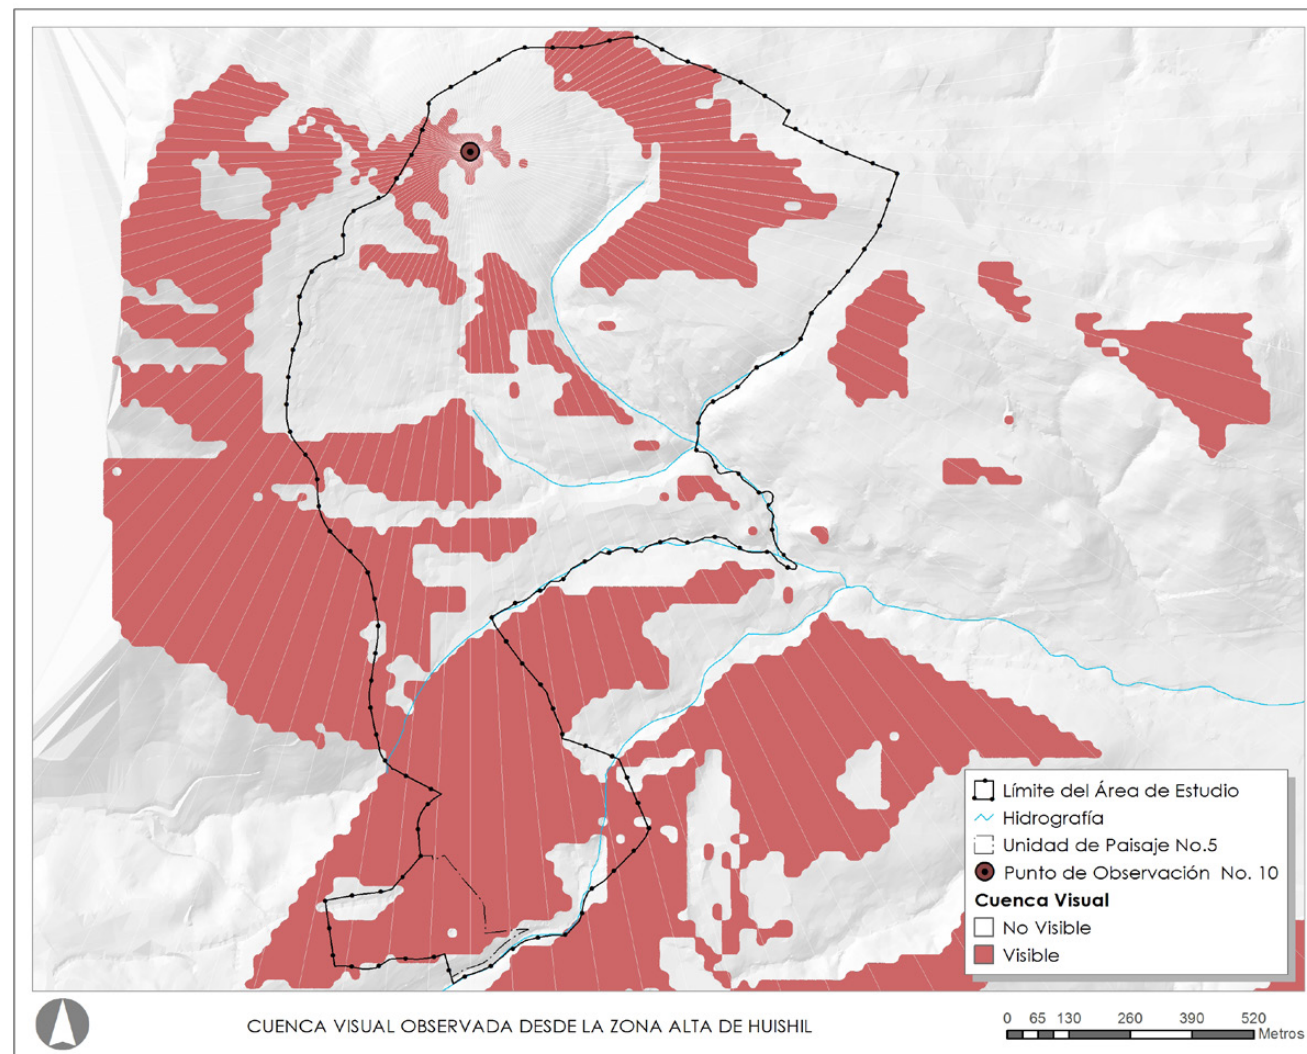 Límite del Área de Estudio
Hidrografía
Unidad de Paisaje No.5
Punto de Observación No. 10
Cuenca Visual
No Visible
Visible
CUENCA VISUAL OBSERVADA DESDE LA ZONA ALTA DE HUISHIL
0 65 130 260 390 520
Metros